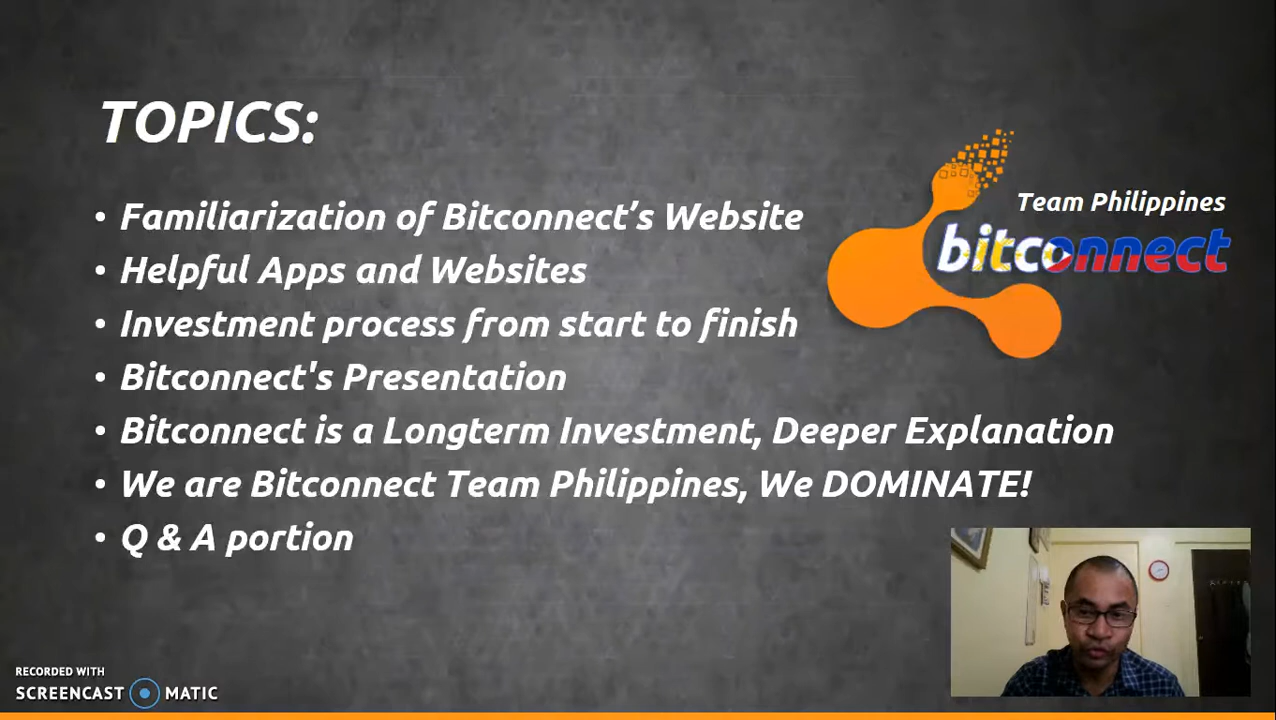 TOPICS:
• Familiarization of Bitconnect’s Website
• Helpful Apps and Websites
• Investment process from start to finish
• Bitconnect's Presentation
• Bitconnect is a Longterm Investment, Deeper Explanation
• We are Bitconnect Team Philippines, We DOMINATE!
• Q & A portion
Team Philippines
bitconnect
RECORDED WITH
SCREENCAST MATIC